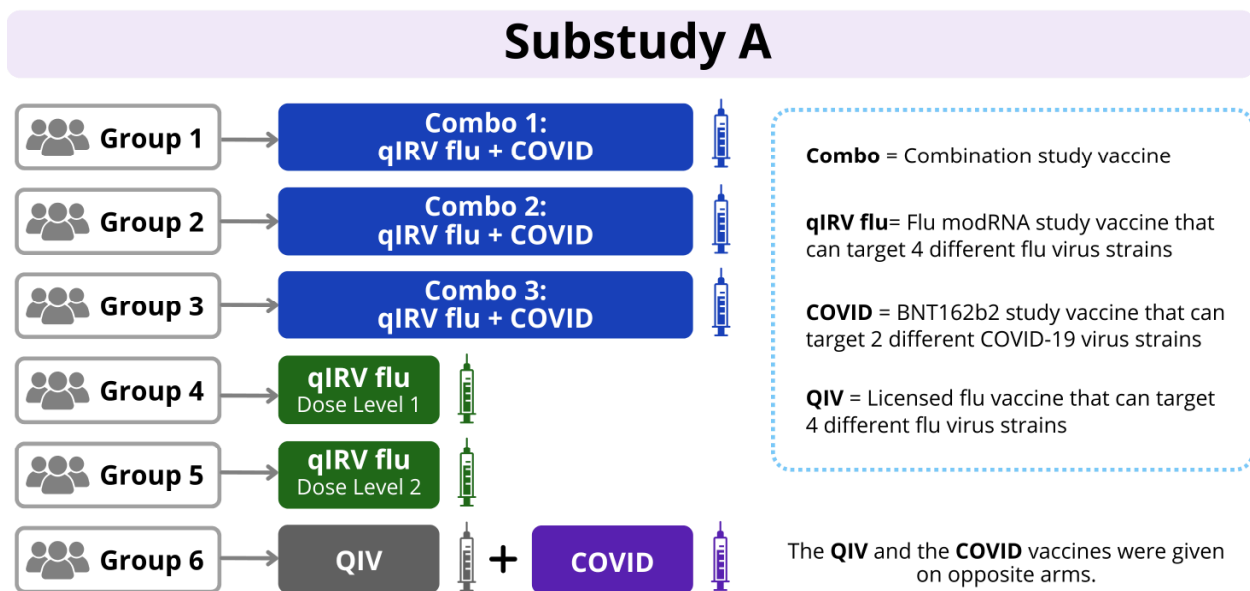 Substudy A
Group 1
Combo 1:
qIRV flu + COVID
Group 2
Combo 2:
qIRV flu + COVID
Group 3
Combo 3:
qIRV flu + COVID
Group 4
qIRV flu
Dose Level 1
Group 5
qIRV flu
Dose Level 2
Group 6
QIV
+
COVID
Combo = Combination study vaccine
qIRV flu= Flu modRNA study vaccine that
can target 4 different flu virus strains
COVID = BNT162b2 study vaccine that can
target 2 different COVID-19 virus strains
QIV = Licensed flu vaccine that can target
4 different flu virus strains
The QIV and the COVID vaccines were given
on opposite arms.